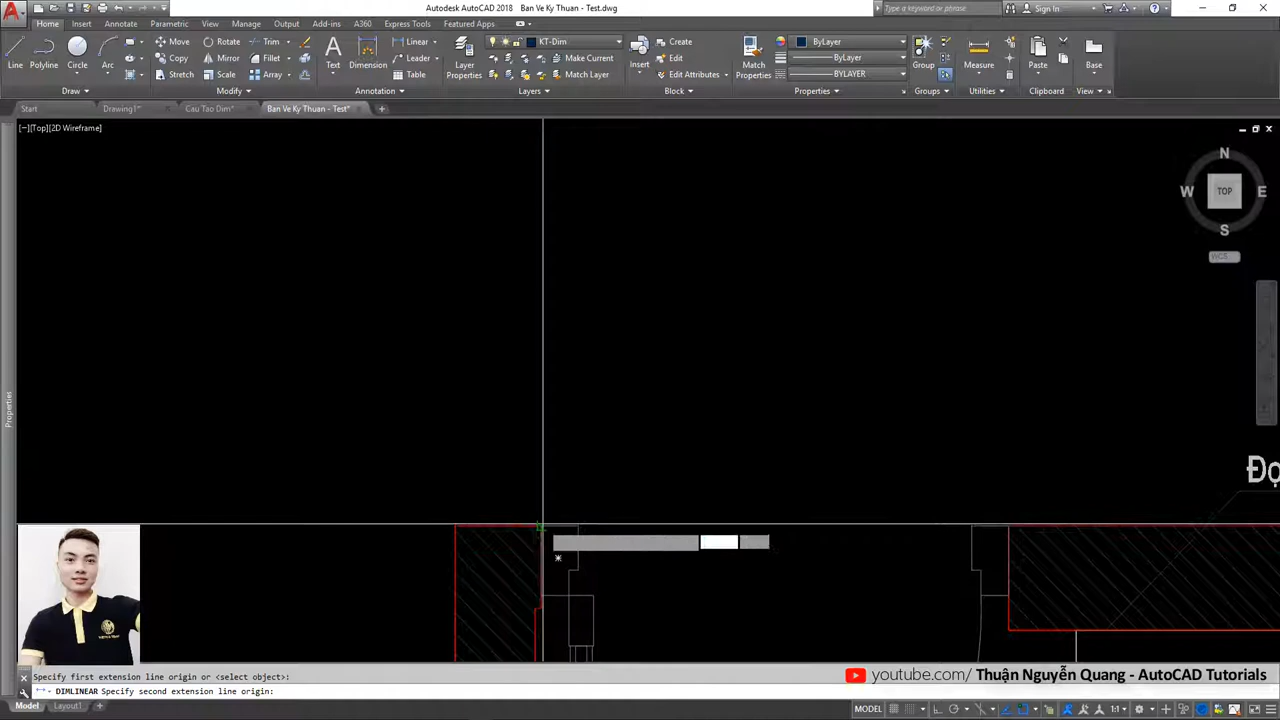 Autodesk AutoCAD 2018 Ban Ve Ky Thuan - Test.dwg
Type a keyword or phrase
Sign In
Home Insert Annotate Parametric View Manage Output Add-ins A360 Express Tools
Line Polyline Circle Arc
Move Rotate Trim
Copy Mirror Fillet
Stretch Scale Array
Text Dimension
Linear
Leader
Table
Layer Properties
KT-Dim
Make Current
Match Layer
Insert
Create
Edit
Edit Attributes
Match Properties
ByLayer
ByLayer
BYLAYER
Group
Measure
Paste
Base
Draw Modify Annotation Layers Block Properties Groups Utilities Clipboard View
Start Drawing1* Cau Tao Dim* Ban Ve Ky Thuan - Test*
[−][Top][2D Wireframe]
N
W TOP E
S
WCS
Properties
Đọ
Specify first extension line origin or <select object>:
DIMLINEAR Specify second extension line origin:
youtube.com/ Thuận Nguyễn Quang - AutoCAD Tutorials
Model Layout1 +
MODEL 1:1